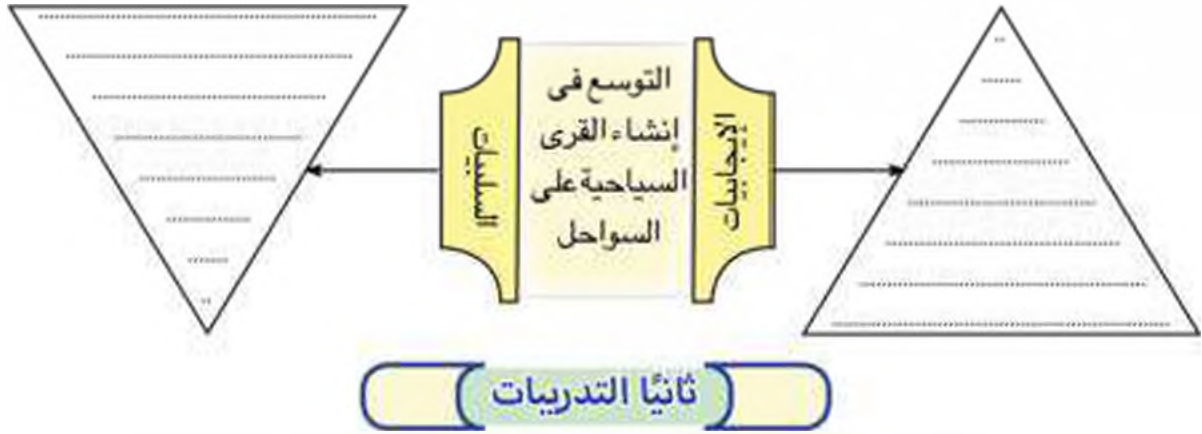 الإيجابيات
التوسع فى
إنشاء القرى
السياحية على
السواحل
السلبيات
ثانيًا التدريبات